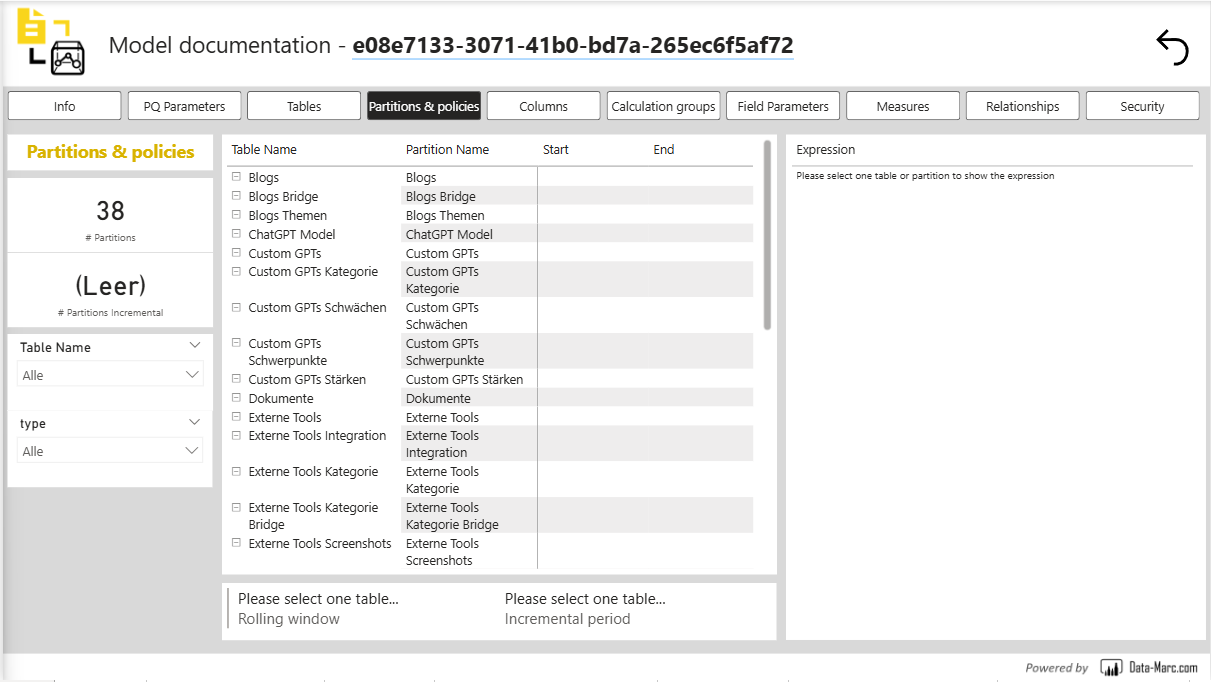 Model documentation - e08e7133-3071-41b0-bd7a-265ec6f5af72
Info PQ Parameters Tables Partitions & policies Columns Calculation groups Field Parameters Measures Relationships Security
Partitions & policies
38
# Partitions
(Leer)
# Partitions Incremental
Table Name
Alle
type
Alle
Table Name Partition Name Start End
Blogs Blogs
Blogs Bridge Blogs Bridge
Blogs Themen Blogs Themen
ChatGPT Model ChatGPT Model
Custom GPTs Custom GPTs
Custom GPTs Kategorie Custom GPTs
Kategorie
Custom GPTs Schwächen Custom GPTs
Schwächen
Custom GPTs Custom GPTs
Schwerpunkte Schwerpunkte
Custom GPTs Stärken Custom GPTs Stärken
Dokumente Dokumente
Externe Tools Externe Tools
Externe Tools Integration Externe Tools
Integration
Externe Tools Kategorie Externe Tools
Kategorie
Externe Tools Kategorie Externe Tools
Bridge Kategorie Bridge
Externe Tools Screenshots Externe Tools
Screenshots
Please select one table... Please select one table...
Rolling window Incremental period
Expression
Please select one table or partition to show the expression
Powered by Data-Marc.com